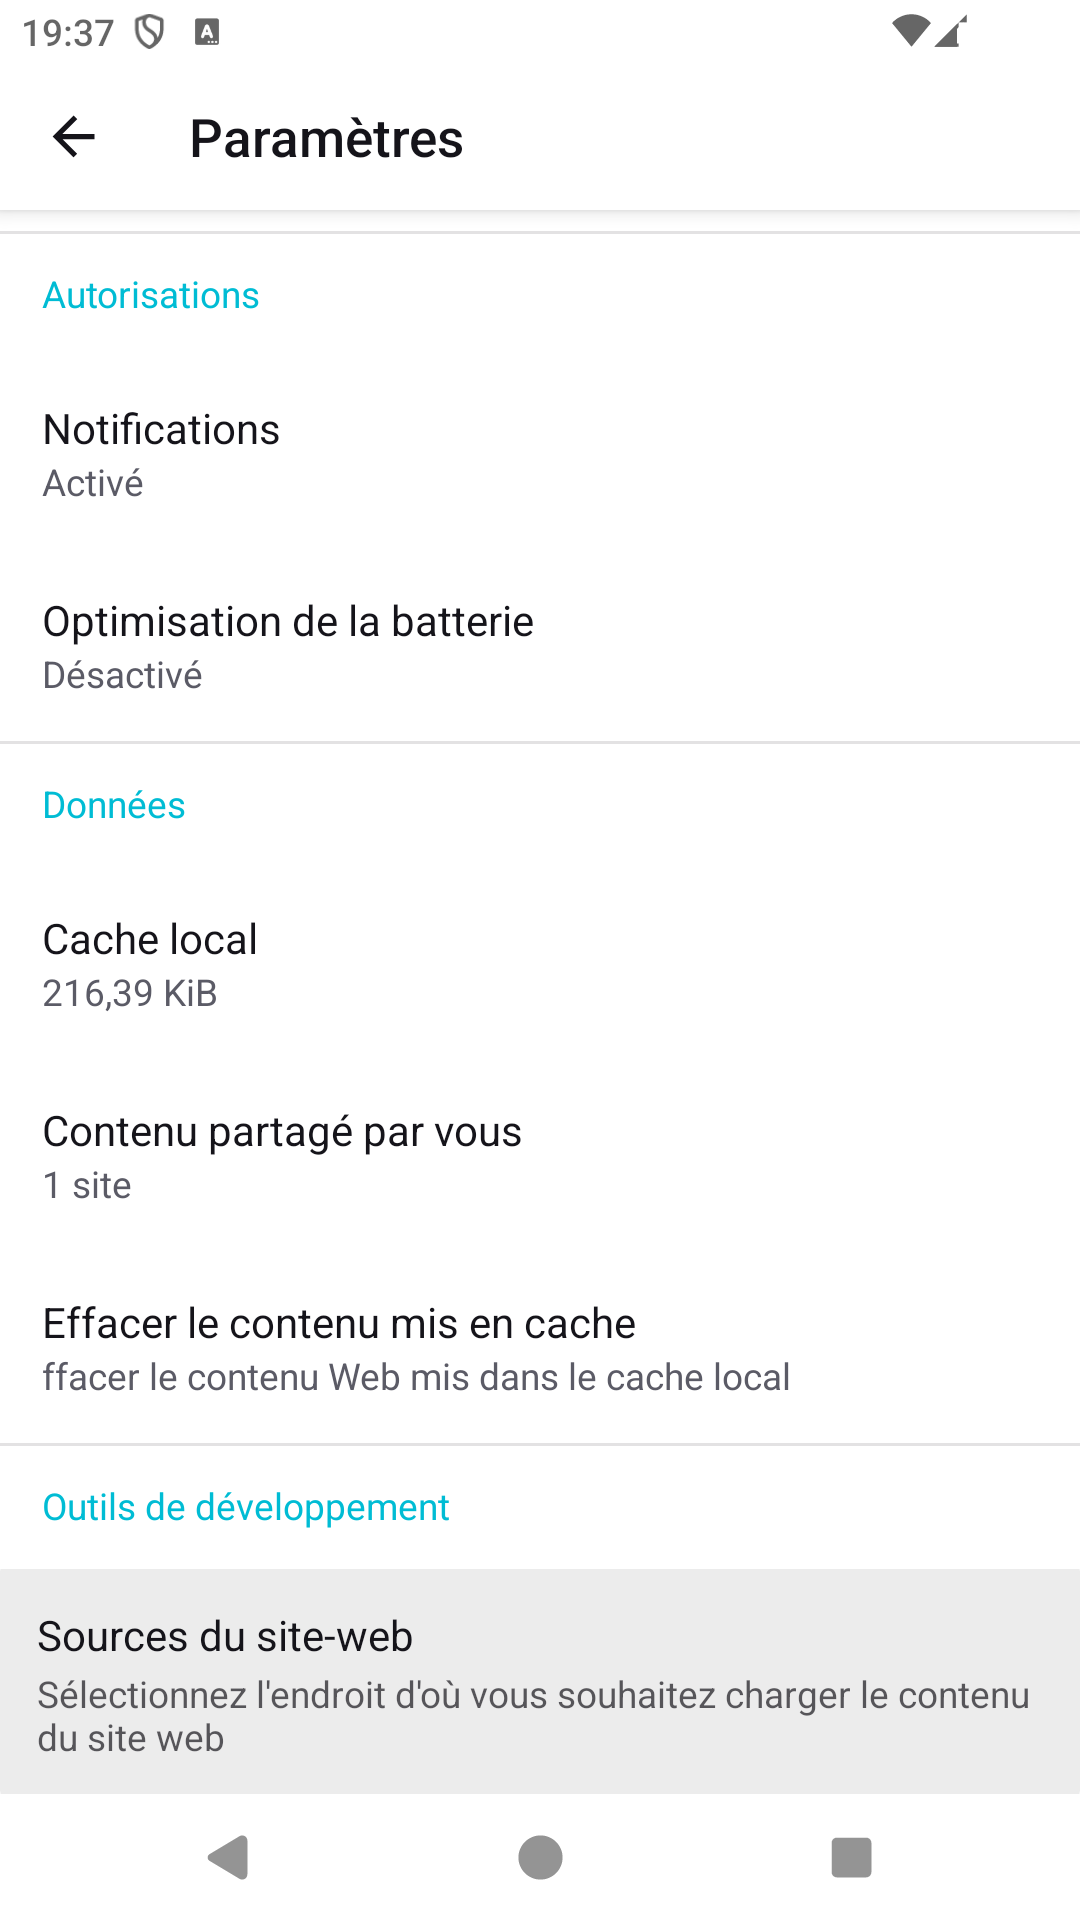 19:37
Paramètres
Autorisations
Notifications
Activé
Optimisation de la batterie
Désactivé
Données
Cache local
216,39 KiB
Contenu partagé par vous
1 site
Effacer le contenu mis en cache
ffacer le contenu Web mis dans le cache local
Outils de développement
Sources du site-web
Sélectionnez l'endroit d'où vous souhaitez charger le contenu
du site web